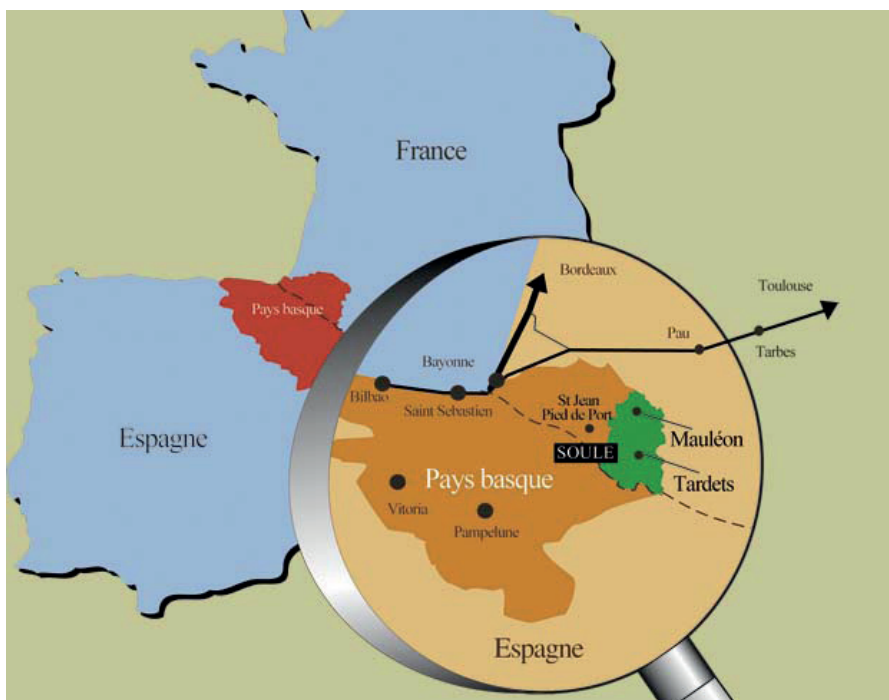 France
Pays basque
Espagne
Bordeaux
Toulouse
Pau
Tarbes
Bayonne
Bilbao
Saint Sebastien
St Jean
Pied de Port
Mauléon
SOULE
Tardets
Pays basque
Vitoria
Pampelune
Espagne